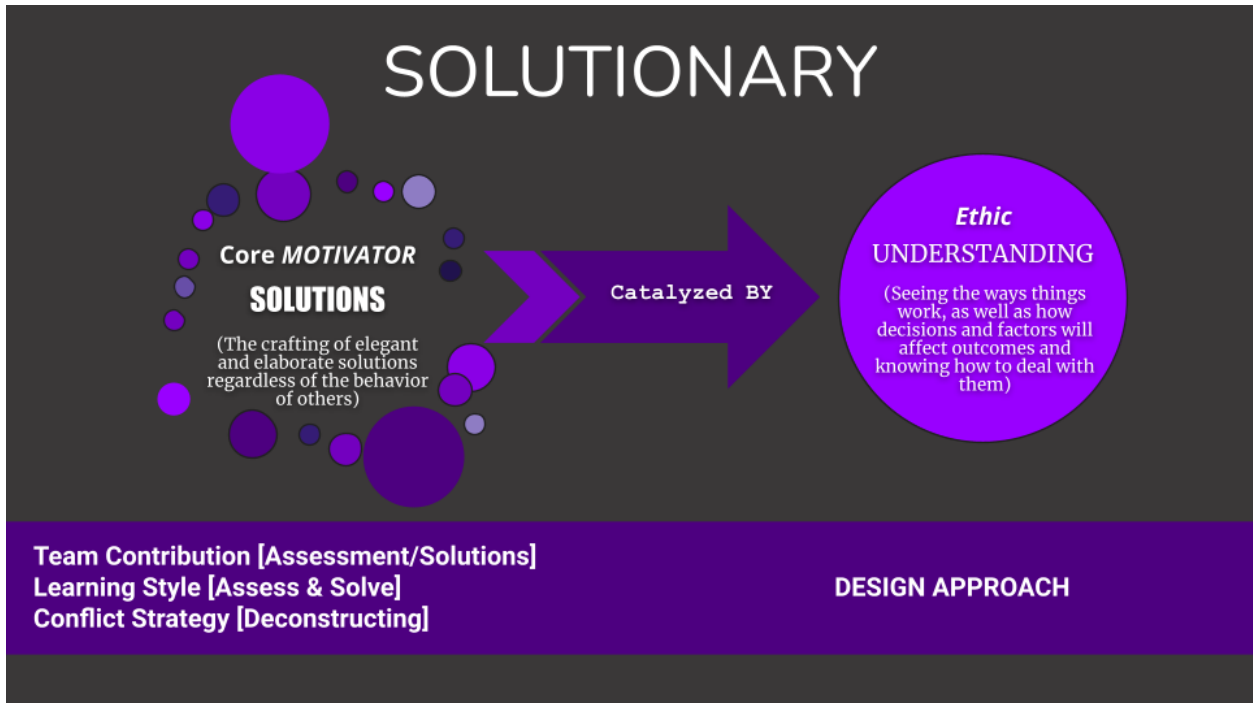 SOLUTIONARY
Core MOTIVATOR
SOLUTIONS
(The crafting of elegant
and elaborate solutions
regardless of the behavior
of others)
Catalyzed BY
Ethic
UNDERSTANDING
(Seeing the ways things
work, as well as how
decisions and factors will
affect outcomes and
knowing how to deal with
them)
Team Contribution [Assessment/Solutions]
Learning Style [Assess & Solve]
Conflict Strategy [Deconstructing]
DESIGN APPROACH